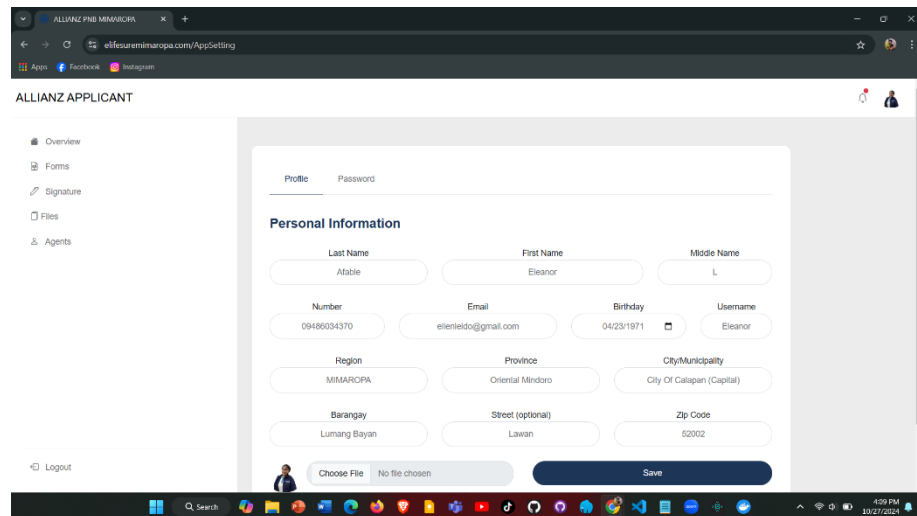 ALLIANZ PNB MIMAROPA
elifesuremimaropa.com/AppSetting
Apps Facebook Instagram
ALLIANZ APPLICANT
Overview
Forms
Signature
Files
Agents
Logout
Profile Password
Personal Information
Last Name First Name Middle Name
Afable Eleanor L
Number Email Birthday Username
09486034370 ellenleido@gmail.com 04/23/1971 Eleanor
Region Province City/Municipality
MIMAROPA Oriental Mindoro City Of Calapan (Capital)
Barangay Street (optional) Zip Code
Lumang Bayan Lawan 52002
Choose File No file chosen Save
Search
4:09 PM
10/27/2024